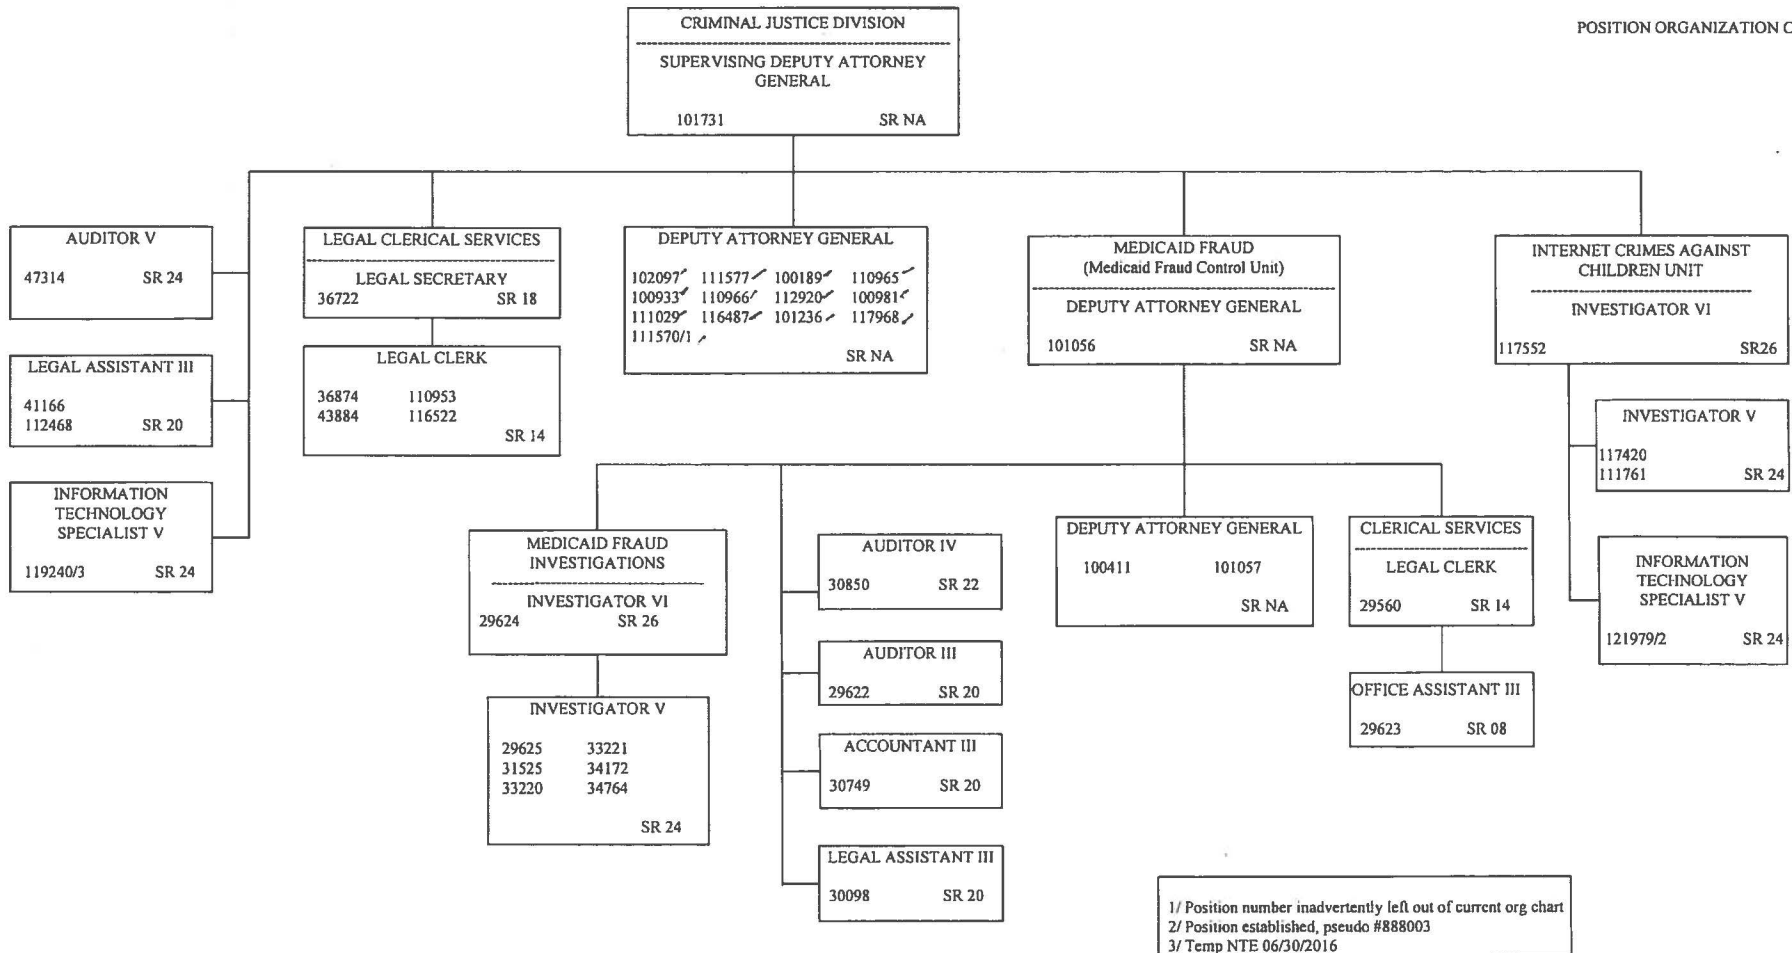 POSITION ORGANIZATION C
CRIMINAL JUSTICE DIVISION
SUPERVISING DEPUTY ATTORNEY
GENERAL
101731 SR NA
AUDITOR V
47314 SR 24
LEGAL ASSISTANT III
41166
112468 SR 20
INFORMATION
TECHNOLOGY
SPECIALIST V
119240/3 SR 24
LEGAL CLERICAL SERVICES
LEGAL SECRETARY
36722 SR 18
LEGAL CLERK
36874 110953
43884 116522
SR 14
DEPUTY ATTORNEY GENERAL
102097 111577 100189 110965
100933 110966 112920 100981
111029 116487 101236 117968
111570/1
SR NA
MEDICAID FRAUD
(Medicaid Fraud Control Unit)
DEPUTY ATTORNEY GENERAL
101056 SR NA
INTERNET CRIMES AGAINST
CHILDREN UNIT
INVESTIGATOR VI
117552 SR26
INVESTIGATOR V
117420
111761 SR 24
INFORMATION
TECHNOLOGY
SPECIALIST V
121979/2 SR 24
MEDICAID FRAUD
INVESTIGATIONS
INVESTIGATOR VI
29624 SR 26
INVESTIGATOR V
29625 33221
31525 34172
33220 34764
SR 24
AUDITOR IV
30850 SR 22
AUDITOR III
29622 SR 20
ACCOUNTANT III
30749 SR 20
LEGAL ASSISTANT III
30098 SR 20
DEPUTY ATTORNEY GENERAL
100411 101057
SR NA
CLERICAL SERVICES
LEGAL CLERK
29560 SR 14
OFFICE ASSISTANT III
29623 SR 08
1/ Position number inadvertently left out of current org chart
2/ Position established, pseudo #888003
3/ Temp NTE 06/30/2016